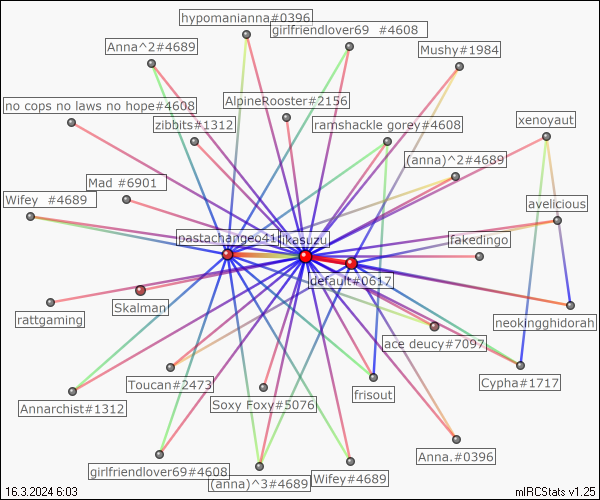 hypomanianna#0396
girlfriendlover69 #4608
Anna^2#4689
Mushy#1984
no cops no laws no hope#4608
AlpineRooster#2156
zibbits#1312
ramshackle gorey#4608
xenoyaut
(anna)^2#4689
Mad #6901
Wifey #4689
avelicious
pastachangeo41
ikasuzu
fakedingo
default#0617
Skalman
rattgaming
neokingghidorah
ace deucy#7097
Toucan#2473
Cypha#1717
frisout
Soxy Foxy#5076
Annarchist#1312
Anna.#0396
girlfriendlover69#4608
Wifey#4689
(anna)^3#4689
16.3.2024 6:03
mIRCStats v1.25